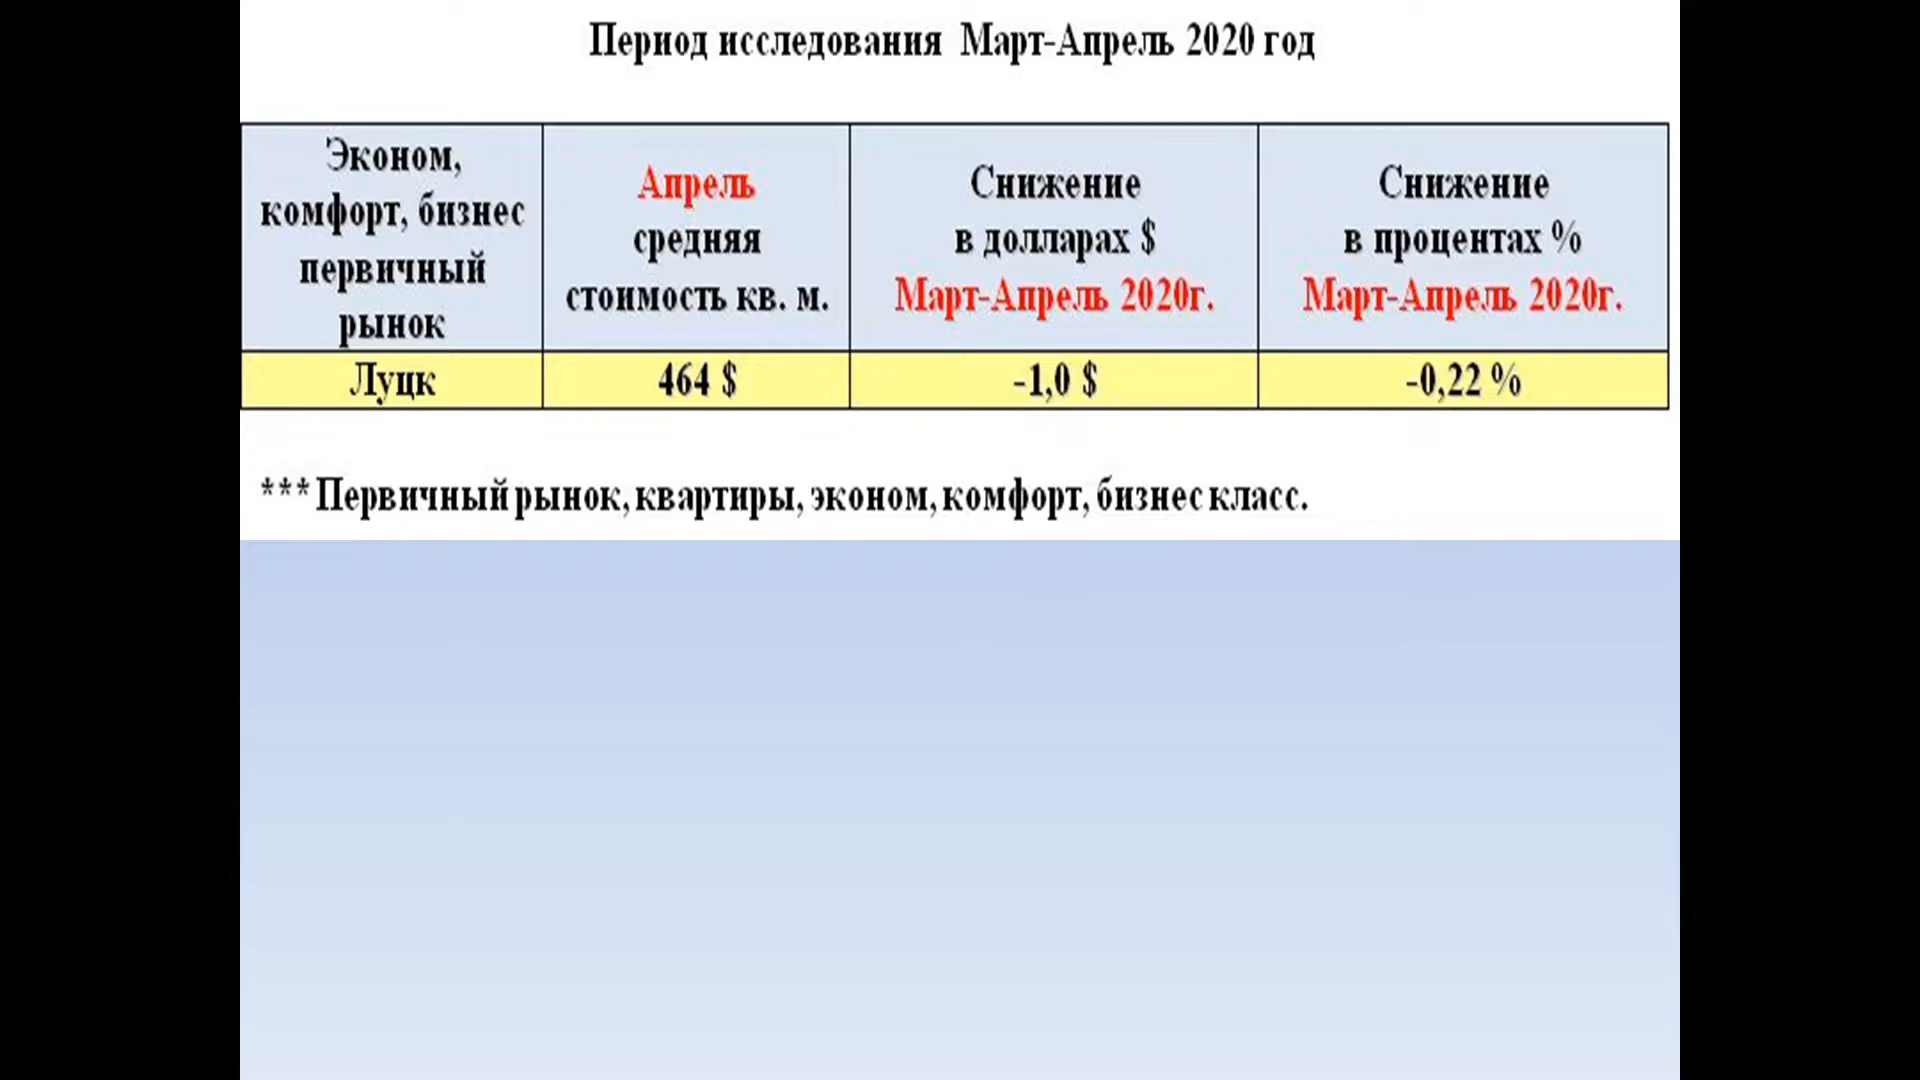 Период исследования Март-Апрель 2020 год
Эконом,
комфорт, бизнес
первичный
рынок
Апрель
средняя
стоимость кв. м.
Снижение
в долларах $
Март-Апрель 2020г.
Снижение
в процентах %
Март-Апрель 2020г.
Луцк
464 $
-1,0 $
-0,22 %
*** Первичный рынок, квартиры, эконом, комфорт, бизнес класс.